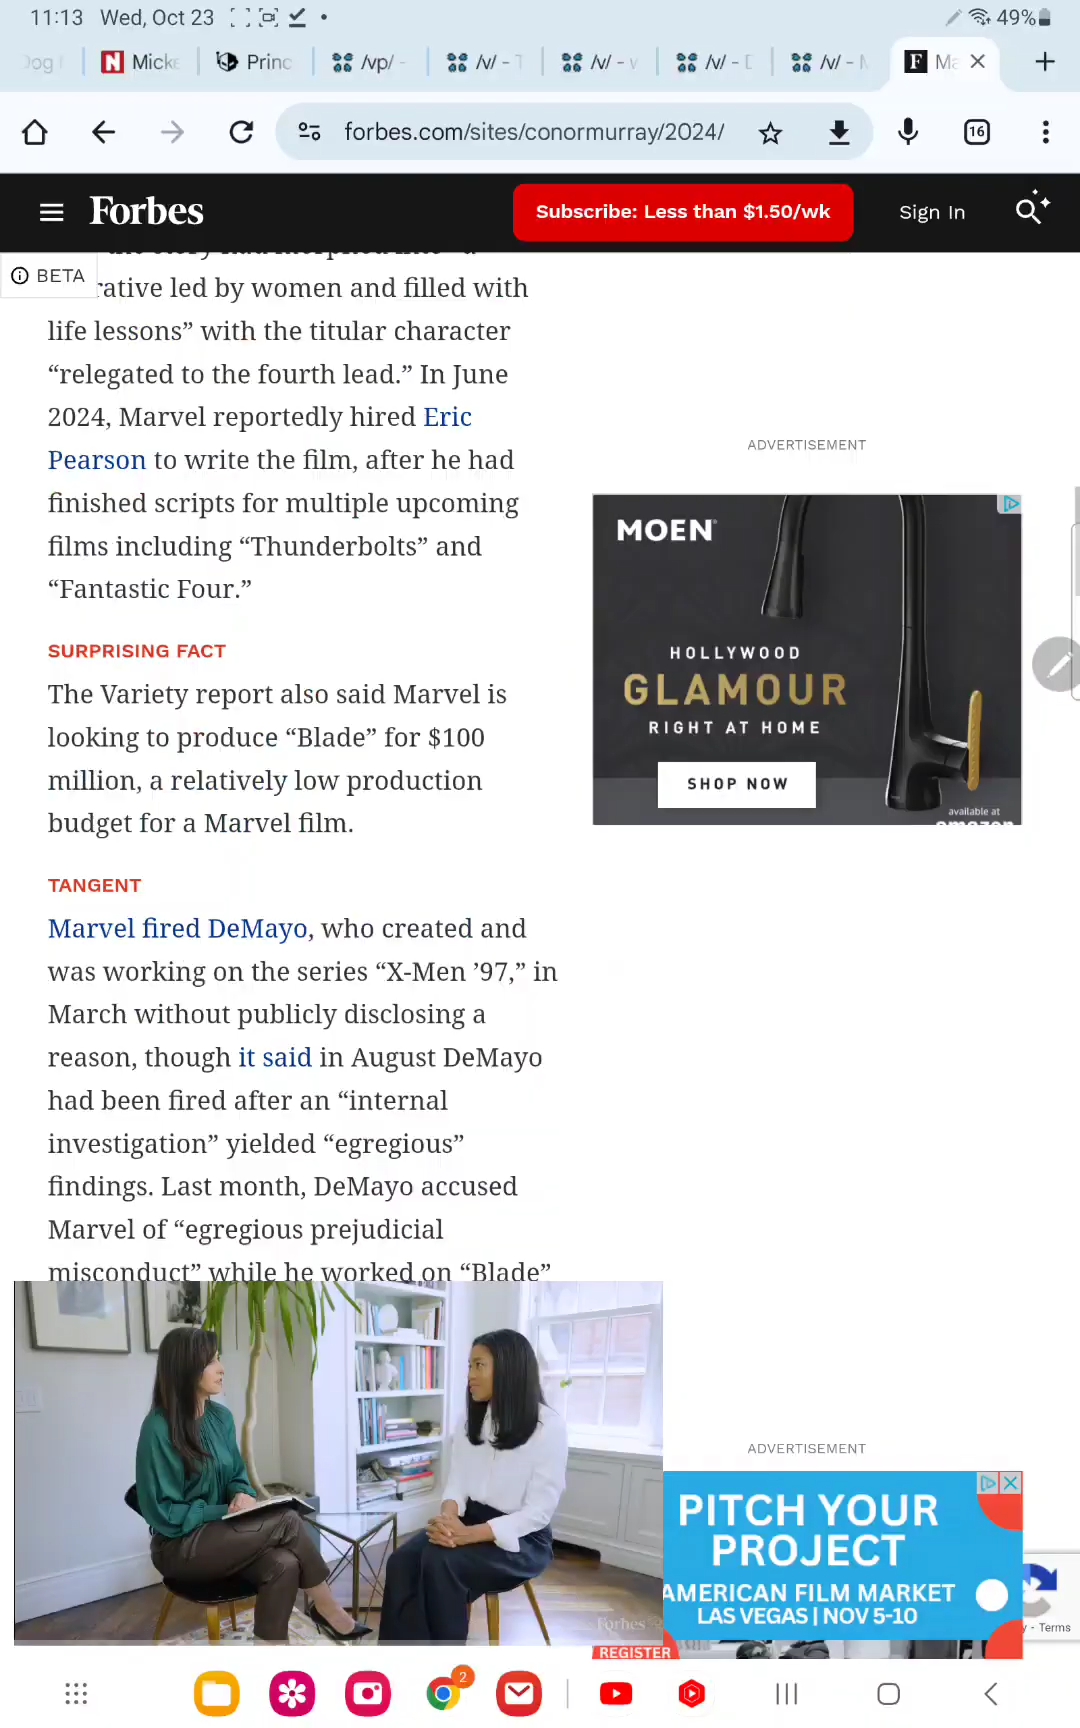 11:13 Wed, Oct 23
49%
Mick
Princ
/vp/ -
/v/ -
/v/ -
/v/ -
/v/ -
F Ma
forbes.com/sites/conormurray/2024/
16
Forbes
Subscribe: Less than $1.50/wk
Sign In
BETA
rative led by women and filled with
life lessons” with the titular character
“relegated to the fourth lead.” In June
2024, Marvel reportedly hired Eric
Pearson to write the film, after he had
finished scripts for multiple upcoming
films including “Thunderbolts” and
“Fantastic Four.”
SURPRISING FACT
The Variety report also said Marvel is
looking to produce “Blade” for $100
million, a relatively low production
budget for a Marvel film.
TANGENT
Marvel fired DeMayo, who created and
was working on the series “X-Men ’97,” in
March without publicly disclosing a
reason, though it said in August DeMayo
had been fired after an “internal
investigation” yielded “egregious”
findings. Last month, DeMayo accused
Marvel of “egregious prejudicial
misconduct” while he worked on “Blade”
ADVERTISEMENT
MOEN
HOLLYWOOD
GLAMOUR
RIGHT AT HOME
SHOP NOW
available at
amazon
Forbes
ADVERTISEMENT
PITCH YOUR
PROJECT
AMERICAN FILM MARKET
LAS VEGAS | NOV 5-10
REGISTER
y - Terms
2